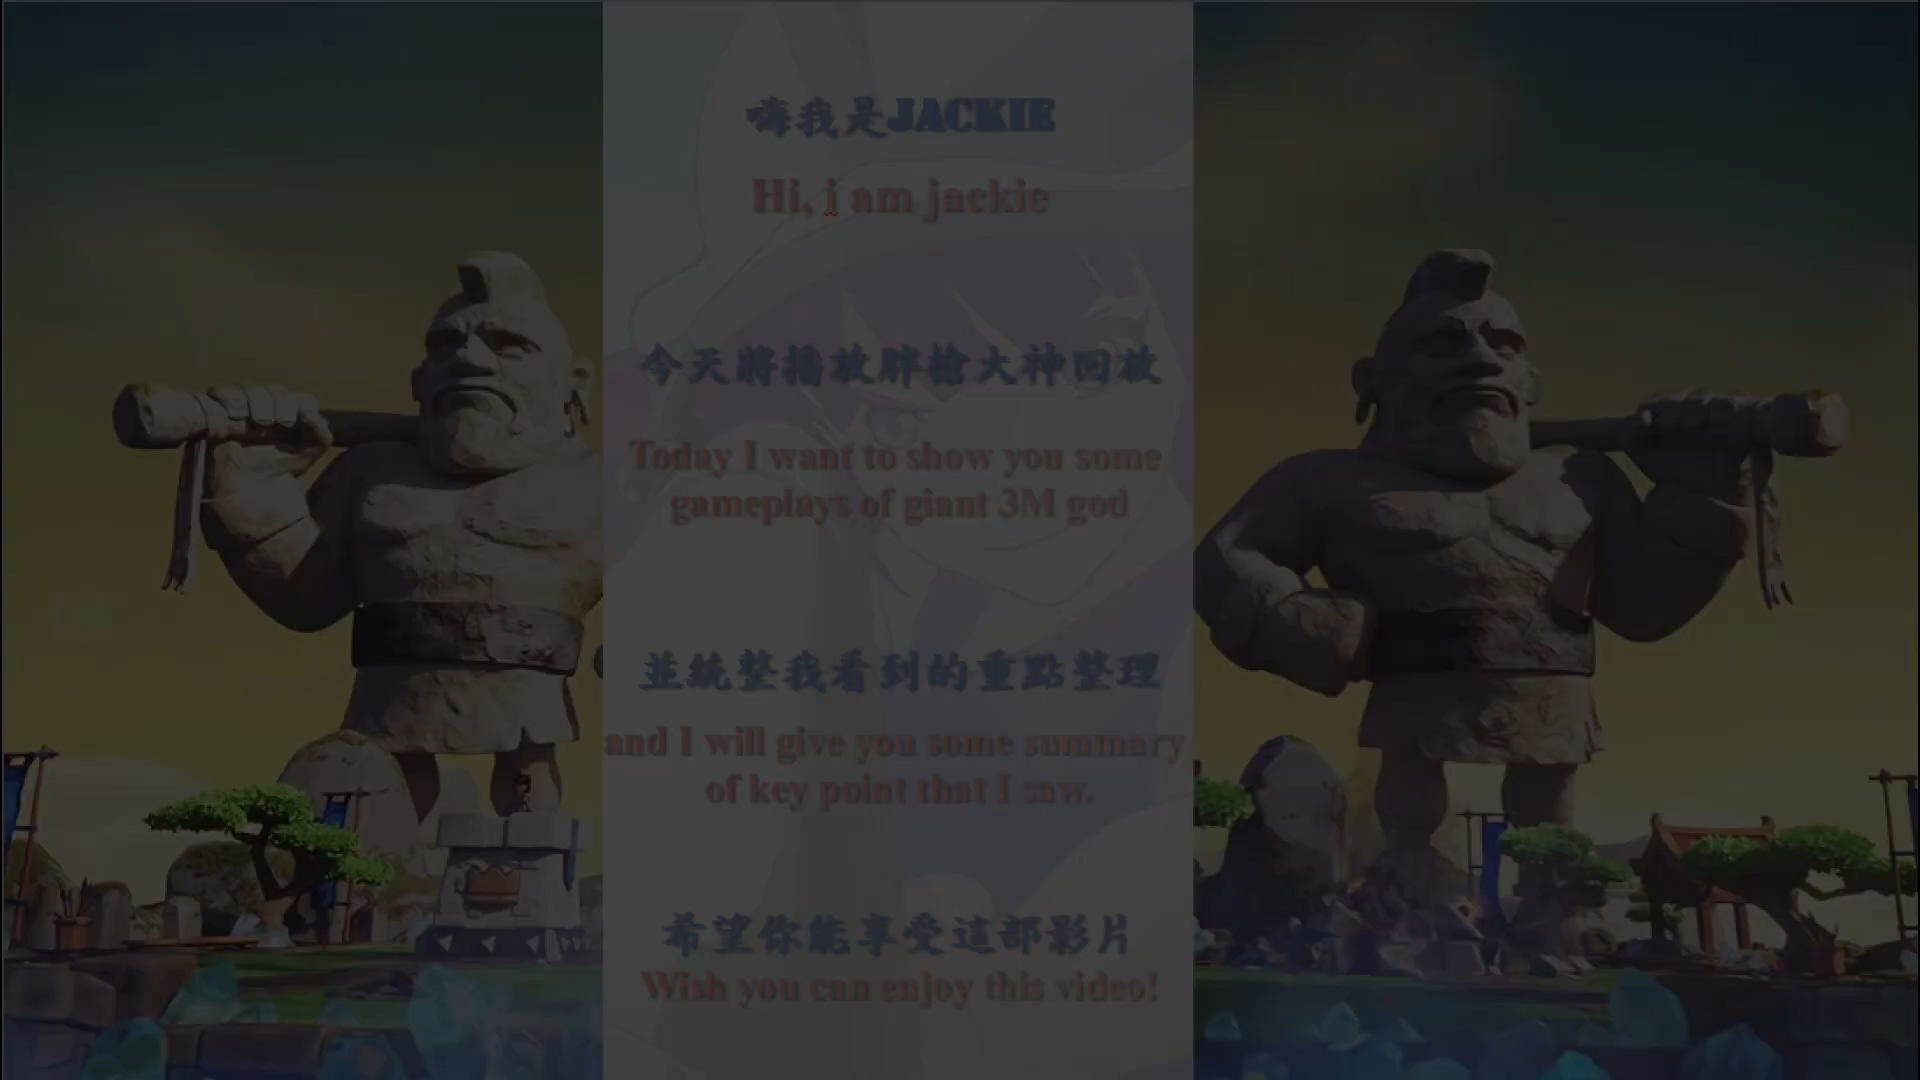 嗨我是JACKIE
Hi, i am jackie
今天將播放胖槍大神回放
Today I want to show you some
gameplays of giant 3M god
並統整我看到的重點整理
and I will give you some summary
of key point that I saw.
希望你能享受這部影片
Wish you can enjoy this video!